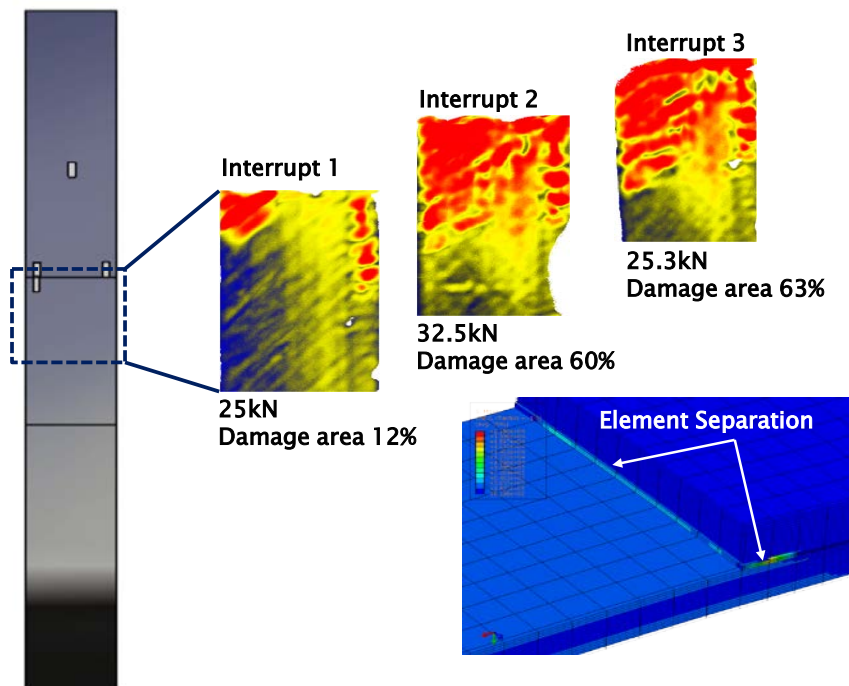 Interrupt 1
25kN
Damage area 12%
Interrupt 2
32.5kN
Damage area 60%
Interrupt 3
25.3kN
Damage area 63%
Element Separation